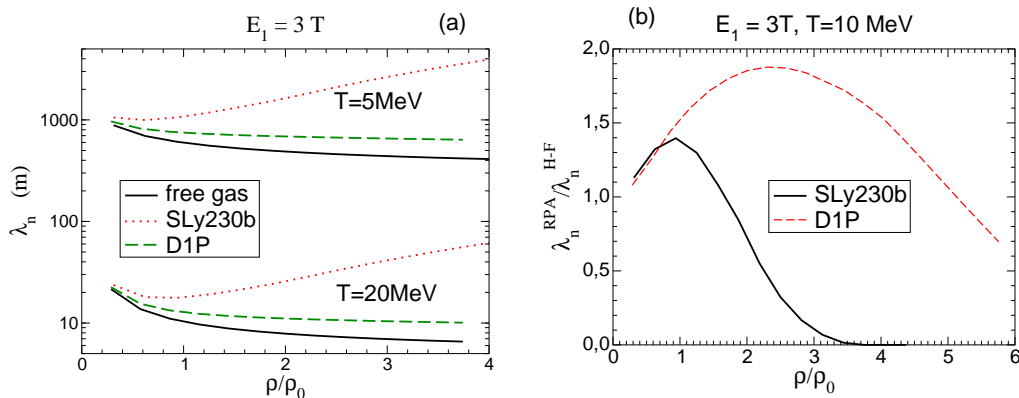 E₁ = 3 T
(a)
T=5MeV
1000
λₙ (m)
free gas
SLy230b
D1P
100
T=20MeV
10
0 1 2 3 4
ρ/ρ₀
(b)
E₁ = 3T, T=10 MeV
2,0
1,5
1,0
0,5
0,0
λₙᴿᴾᴬ/λₙᴴ⁻ᶠ
SLy230b
D1P
0 1 2 3 4 5 6
ρ/ρ₀